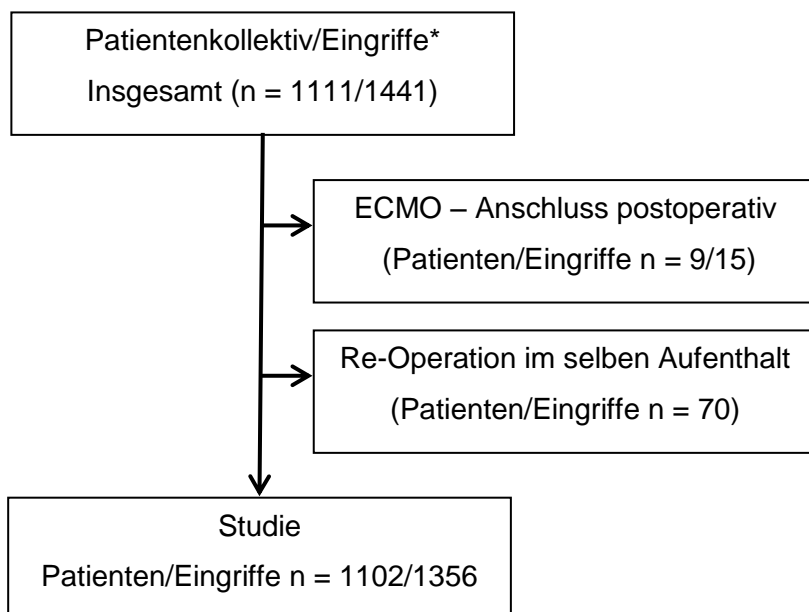 Patientenkollektiv/Eingriffe*
Insgesamt (n = 1111/1441)
ECMO – Anschluss postoperativ
(Patienten/Eingriffe n = 9/15)
Re-Operation im selben Aufenthalt
(Patienten/Eingriffe n = 70)
Studie
Patienten/Eingriffe n = 1102/1356